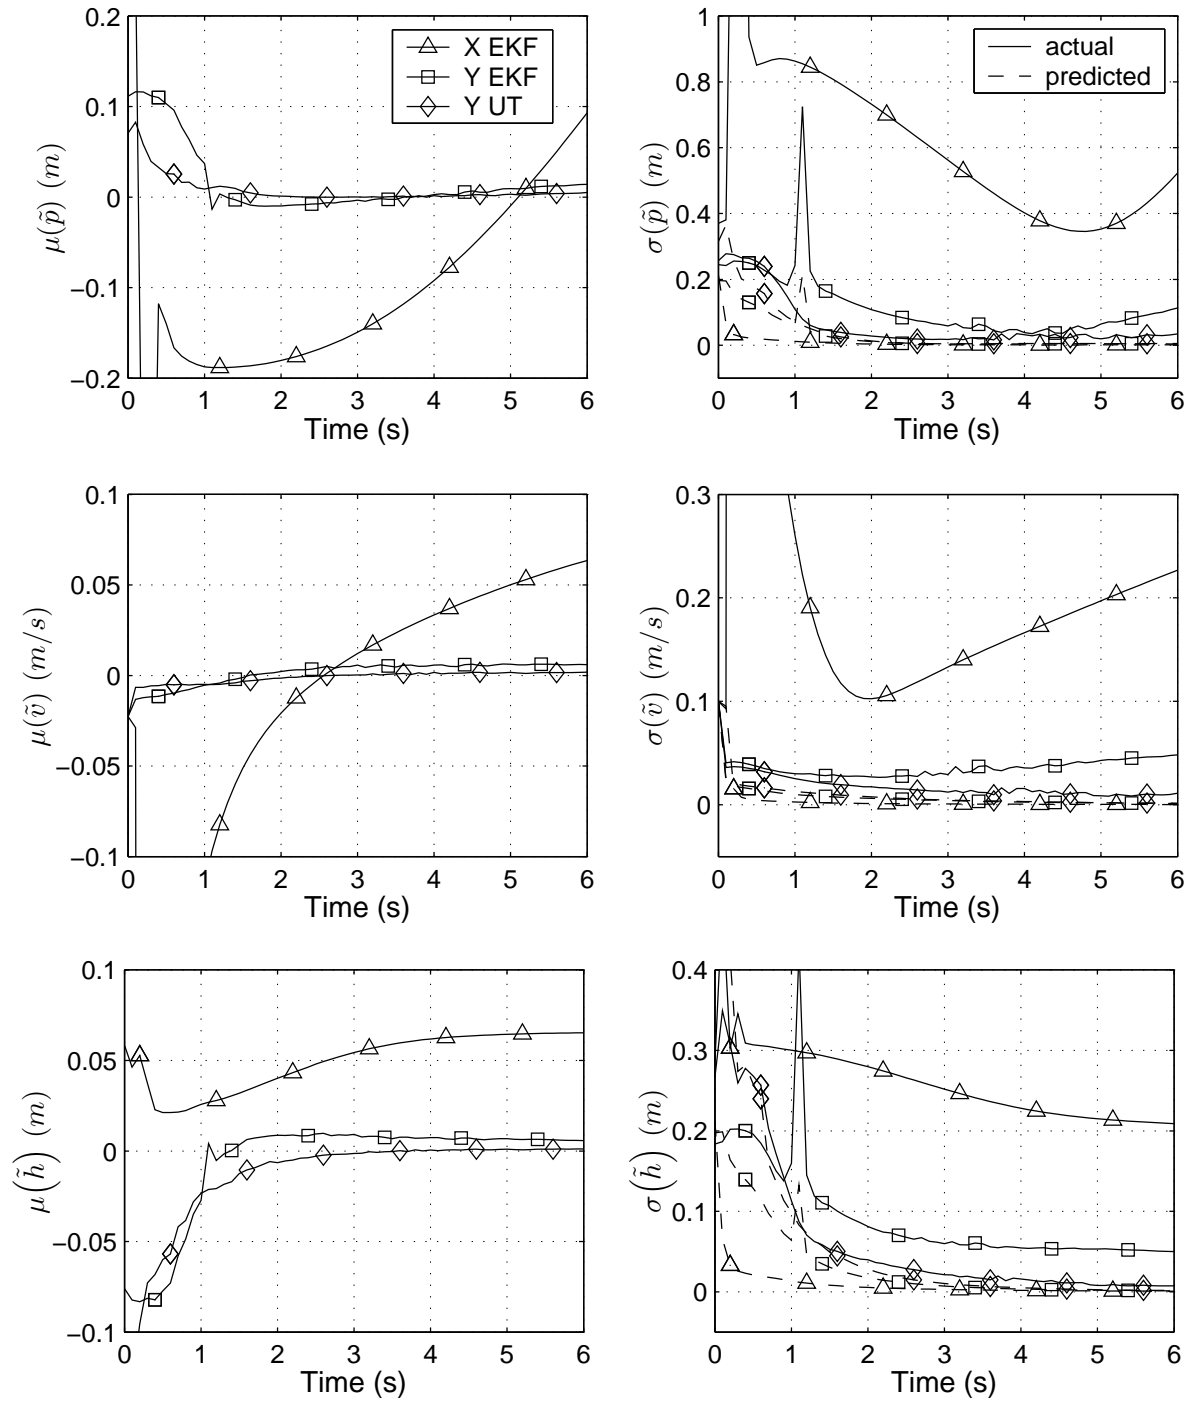 0.2
0.1
0
−0.1
−0.2
μ(p̃) (m)
X EKF
Y EKF
Y UT
0 1 2 3 4 5 6
Time (s)
1
0.8
0.6
0.4
0.2
0
σ(p̃) (m)
actual
predicted
0 1 2 3 4 5 6
Time (s)
0.1
0.05
0
−0.05
−0.1
μ(ṽ) (m/s)
0 1 2 3 4 5 6
Time (s)
0.3
0.2
0.1
0
σ(ṽ) (m/s)
0 1 2 3 4 5 6
Time (s)
0.1
0.05
0
−0.05
−0.1
μ(h̃) (m)
0 1 2 3 4 5 6
Time (s)
0.4
0.3
0.2
0.1
0
σ(h̃) (m)
0 1 2 3 4 5 6
Time (s)